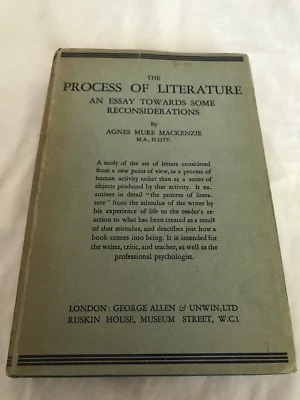 THE
PROCESS OF LITERATURE
AN ESSAY TOWARDS SOME
RECONSIDERATIONS
By
AGNES MURE MACKENZIE
M.A., D.LITT.
A study of the art of letters considered
from a new point of view, as a process of
human activity rather than as a series of
objects produced by that activity. It ex-
amines in detail "the process of litera-
ture" from the stimulus of the writer by
his experience of life to the reader's re-
action to what has been created as a result
of that stimulus, and describes just how a
book comes into being. It is intended for
the writer, critic, and teacher, as well as the
professional psychologist.
LONDON: GEORGE ALLEN & UNWIN, LTD
RUSKIN HOUSE, MUSEUM STREET, W.C.1